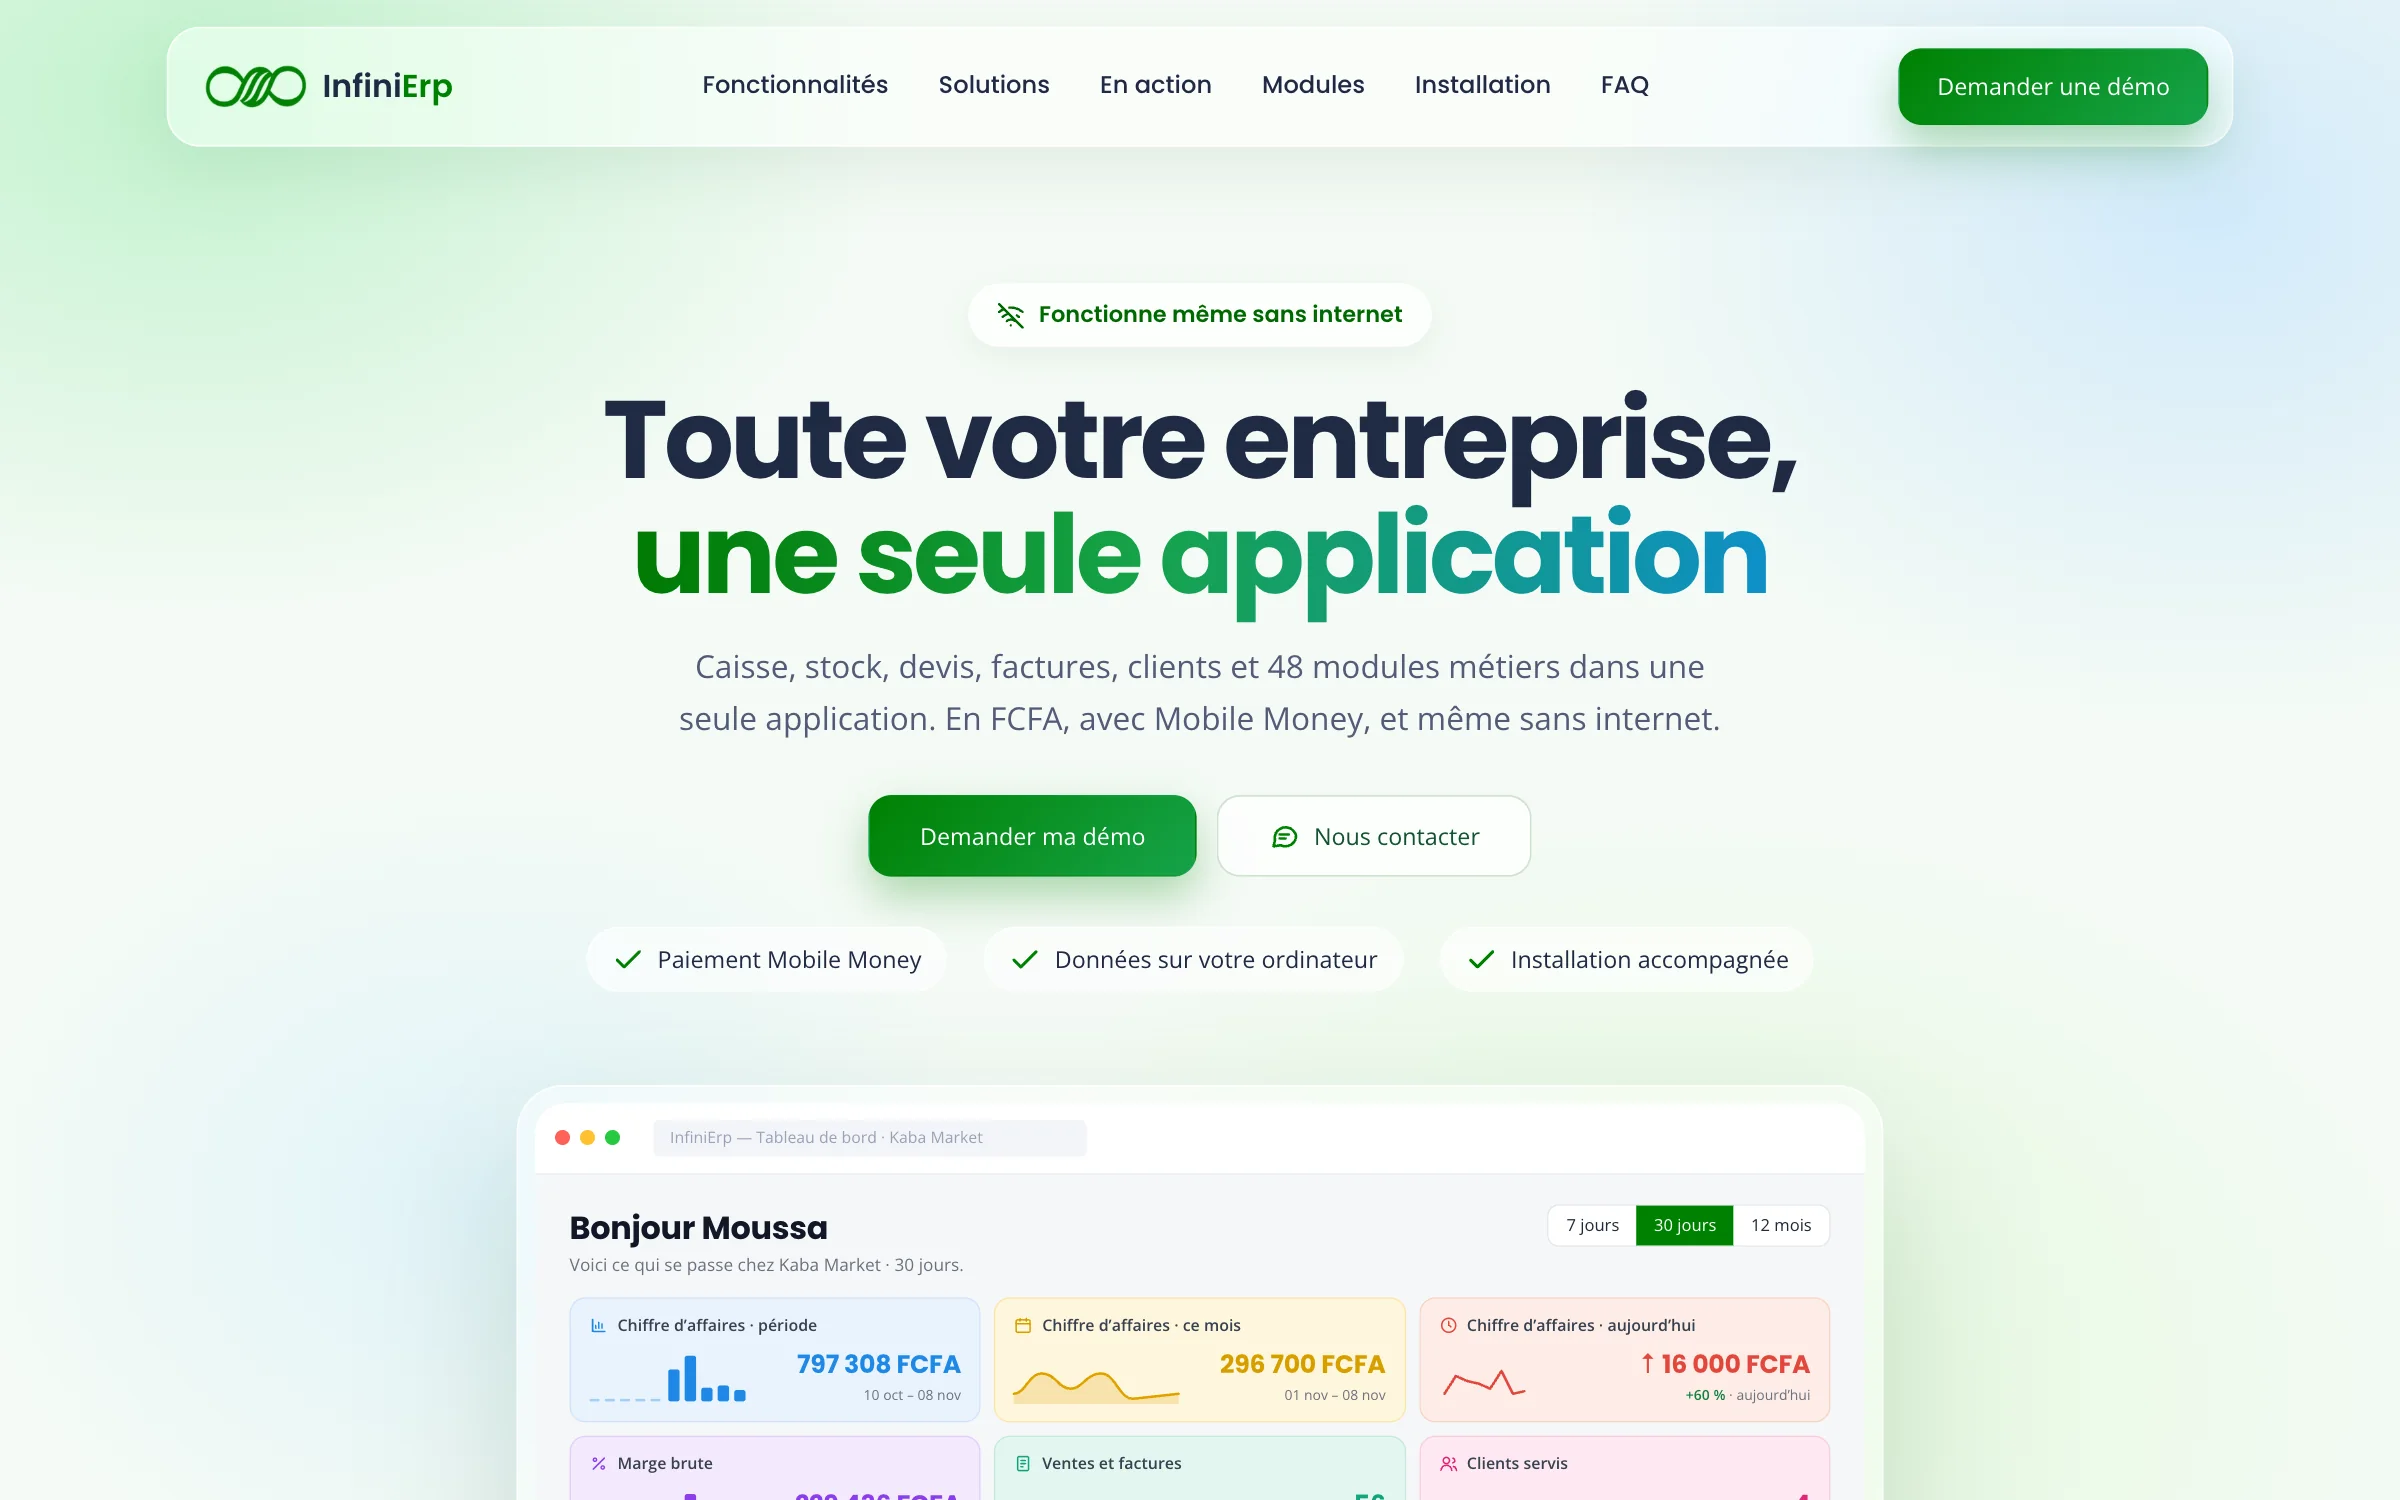 InfiniErp
Fonctionnalités
Solutions
En action
Modules
Installation
FAQ
Demander une démo
Fonctionne même sans internet
Toute votre entreprise,
une seule application
Caisse, stock, devis, factures, clients et 48 modules métiers dans une
seule application. En FCFA, avec Mobile Money, et même sans internet.
Demander ma démo
Nous contacter
Paiement Mobile Money
Données sur votre ordinateur
Installation accompagnée
InfiniErp — Tableau de bord · Kaba Market
Bonjour Moussa
7 jours
30 jours
12 mois
Voici ce qui se passe chez Kaba Market · 30 jours.
Chiffre d’affaires · période
797 308 FCFA
10 oct – 08 nov
Chiffre d’affaires · ce mois
296 700 FCFA
01 nov – 08 nov
Chiffre d’affaires · aujourd’hui
↑ 16 000 FCFA
+60 % · aujourd’hui
Marge brute
Ventes et factures
Clients servis